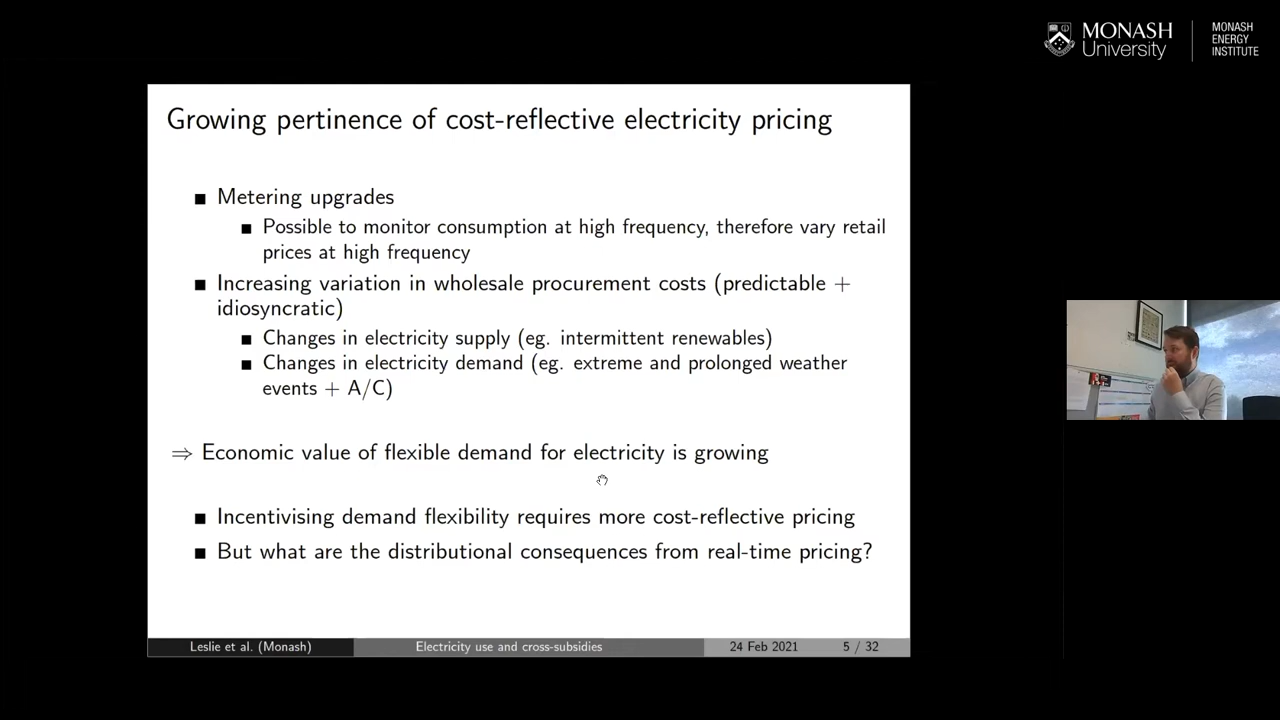 MONASH
University
MONASH
ENERGY
INSTITUTE
Growing pertinence of cost-reflective electricity pricing
Metering upgrades
Possible to monitor consumption at high frequency, therefore vary retail
prices at high frequency
Increasing variation in wholesale procurement costs (predictable +
idiosyncratic)
Changes in electricity supply (eg. intermittent renewables)
Changes in electricity demand (eg. extreme and prolonged weather
events + A/C)
⇒ Economic value of flexible demand for electricity is growing
Incentivising demand flexibility requires more cost-reflective pricing
But what are the distributional consequences from real-time pricing?
Leslie et al. (Monash) Electricity use and cross-subsidies 24 Feb 2021 5 / 32